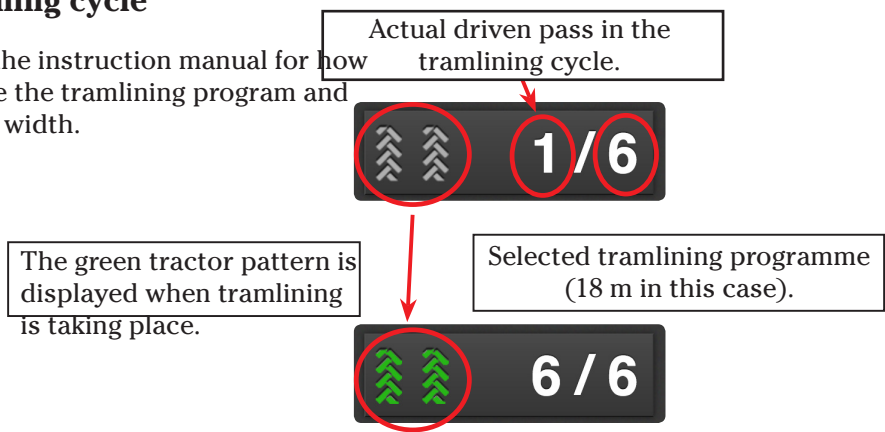 ning cycle
he instruction manual for how
e the tramlining program and
width.
Actual driven pass in the
tramlining cycle.
1/6
The green tractor pattern is
displayed when tramlining
is taking place.
Selected tramlining programme
(18 m in this case).
6/6